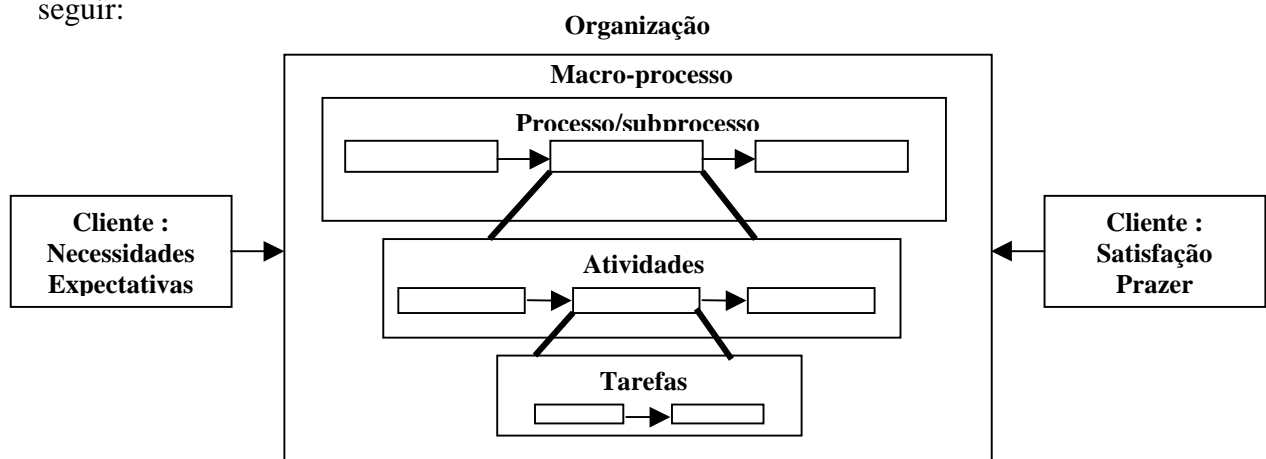 seguir:
Organização
Macro-processo
Processo/subprocesso
Cliente :
Necessidades
Expectativas
Atividades
Tarefas
Cliente :
Satisfação
Prazer